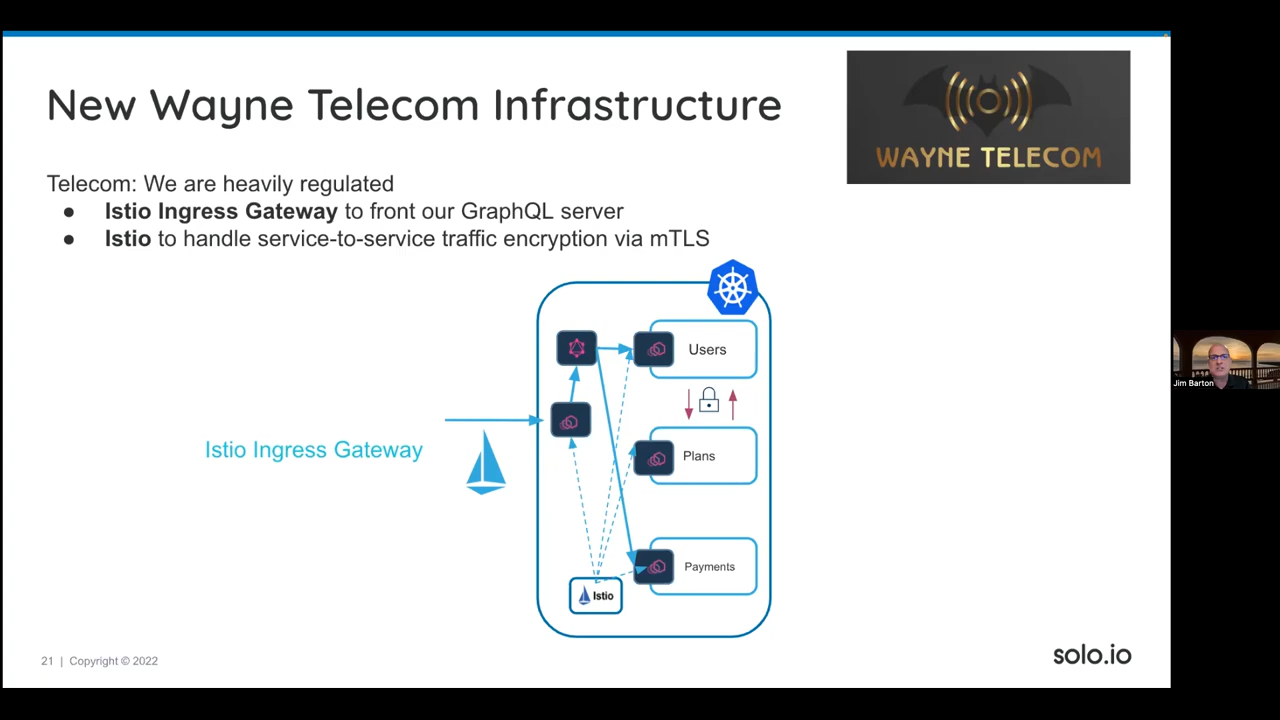 New Wayne Telecom Infrastructure
WAYNE TELECOM
Telecom: We are heavily regulated
● Istio Ingress Gateway to front our GraphQL server
● Istio to handle service-to-service traffic encryption via mTLS
Users
Istio Ingress Gateway
Plans
Payments
Istio
Jim Barton
21 | Copyright © 2022
solo.io